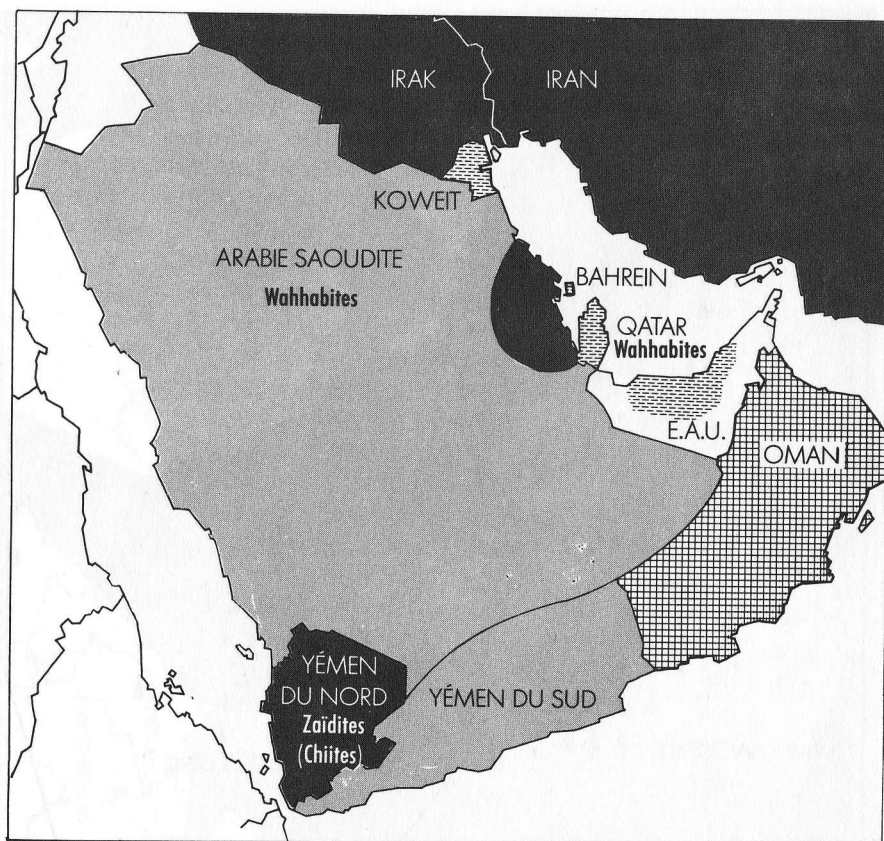 IRAK
IRAN
KOWEIT
ARABIE SAOUDITE
Wahhabites
BAHREIN
QATAR
Wahhabites
E.A.U.
OMAN
YÉMEN
DU NORD
Zaïdites
(Chiites)
YÉMEN DU SUD